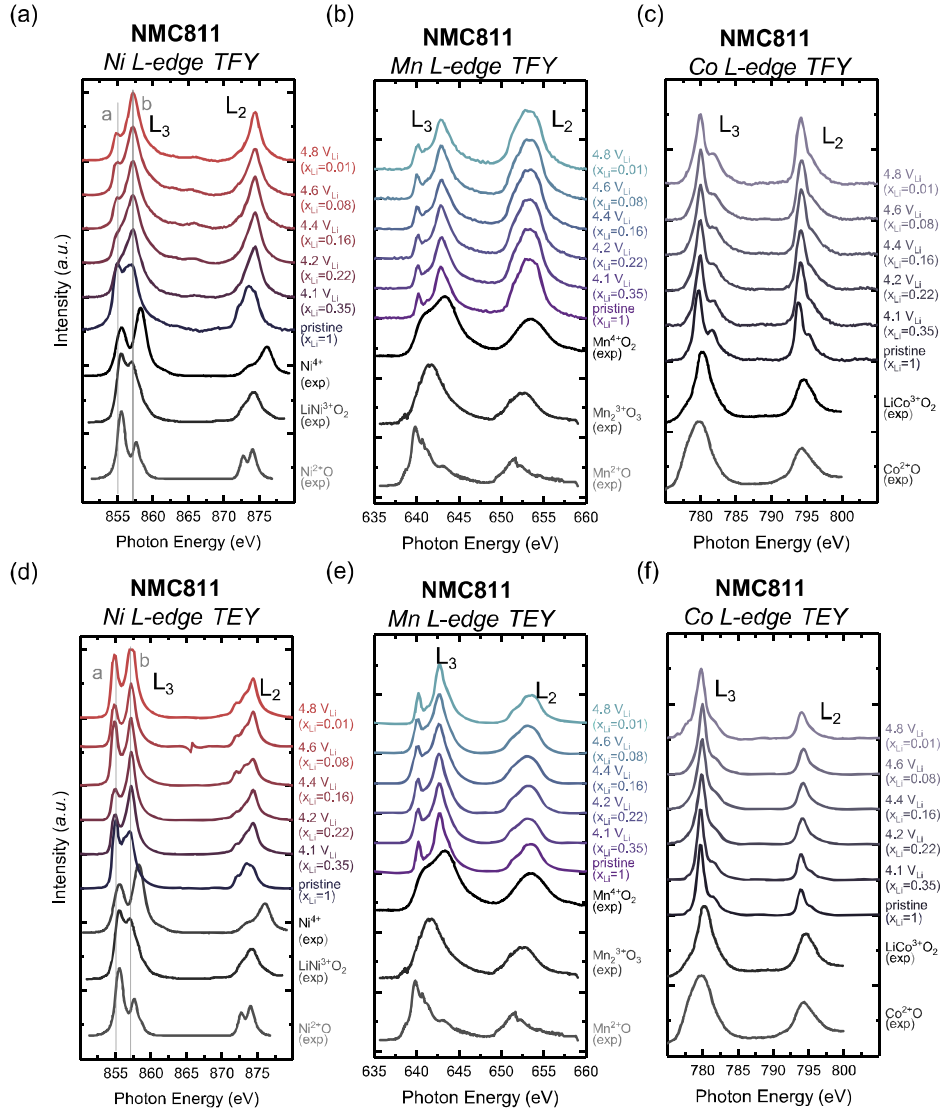 (a)
NMC811
Ni L-edge TFY
a
b
L3
L2
4.8 VLi
(xLi=0.01)
4.6 VLi
(xLi=0.08)
4.4 VLi
(xLi=0.16)
4.2 VLi
(xLi=0.22)
4.1 VLi
(xLi=0.35)
pristine
(xLi=1)
Ni4+
(exp)
LiNi3+O2
(exp)
Ni2+O
(exp)
Intensity (a.u.)
855 860 865 870 875
Photon Energy (eV)
(b)
NMC811
Mn L-edge TFY
L3
L2
4.8 VLi
(xLi=0.01)
4.6 VLi
(xLi=0.08)
4.4 VLi
(xLi=0.16)
4.2 VLi
(xLi=0.22)
4.1 VLi
(xLi=0.35)
pristine
(xLi=1)
Mn4+O2
(exp)
Mn23+O3
(exp)
Mn2+O
(exp)
635 640 645 650 655 660
Photon Energy (eV)
(c)
NMC811
Co L-edge TFY
L3
L2
4.8 VLi
(xLi=0.01)
4.6 VLi
(xLi=0.08)
4.4 VLi
(xLi=0.16)
4.2 VLi
(xLi=0.22)
4.1 VLi
(xLi=0.35)
pristine
(xLi=1)
LiCo3+O2
(exp)
Co2+O
(exp)
780 785 790 795 800
Photon Energy (eV)
(d)
NMC811
Ni L-edge TEY
a
b
L3
L2
4.8 VLi
(xLi=0.01)
4.6 VLi
(xLi=0.08)
4.4 VLi
(xLi=0.16)
4.2 VLi
(xLi=0.22)
4.1 VLi
(xLi=0.35)
pristine
(xLi=1)
Ni4+
(exp)
LiNi3+O2
(exp)
Ni2+O
(exp)
Intensity (a.u.)
855 860 865 870 875
Photon Energy (eV)
(e)
NMC811
Mn L-edge TEY
L3
L2
4.8 VLi
(xLi=0.01)
4.6 VLi
(xLi=0.08)
4.4 VLi
(xLi=0.16)
4.2 VLi
(xLi=0.22)
4.1 VLi
(xLi=0.35)
pristine
(xLi=1)
Mn4+O2
(exp)
Mn23+O3
(exp)
Mn2+O
(exp)
635 640 645 650 655 660
Photon Energy (eV)
(f)
NMC811
Co L-edge TEY
L3
L2
4.8 VLi
(xLi=0.01)
4.6 VLi
(xLi=0.08)
4.4 VLi
(xLi=0.16)
4.2 VLi
(xLi=0.22)
4.1 VLi
(xLi=0.35)
pristine
(xLi=1)
LiCo3+O2
(exp)
Co2+O
(exp)
780 785 790 795 800
Photon Energy (eV)